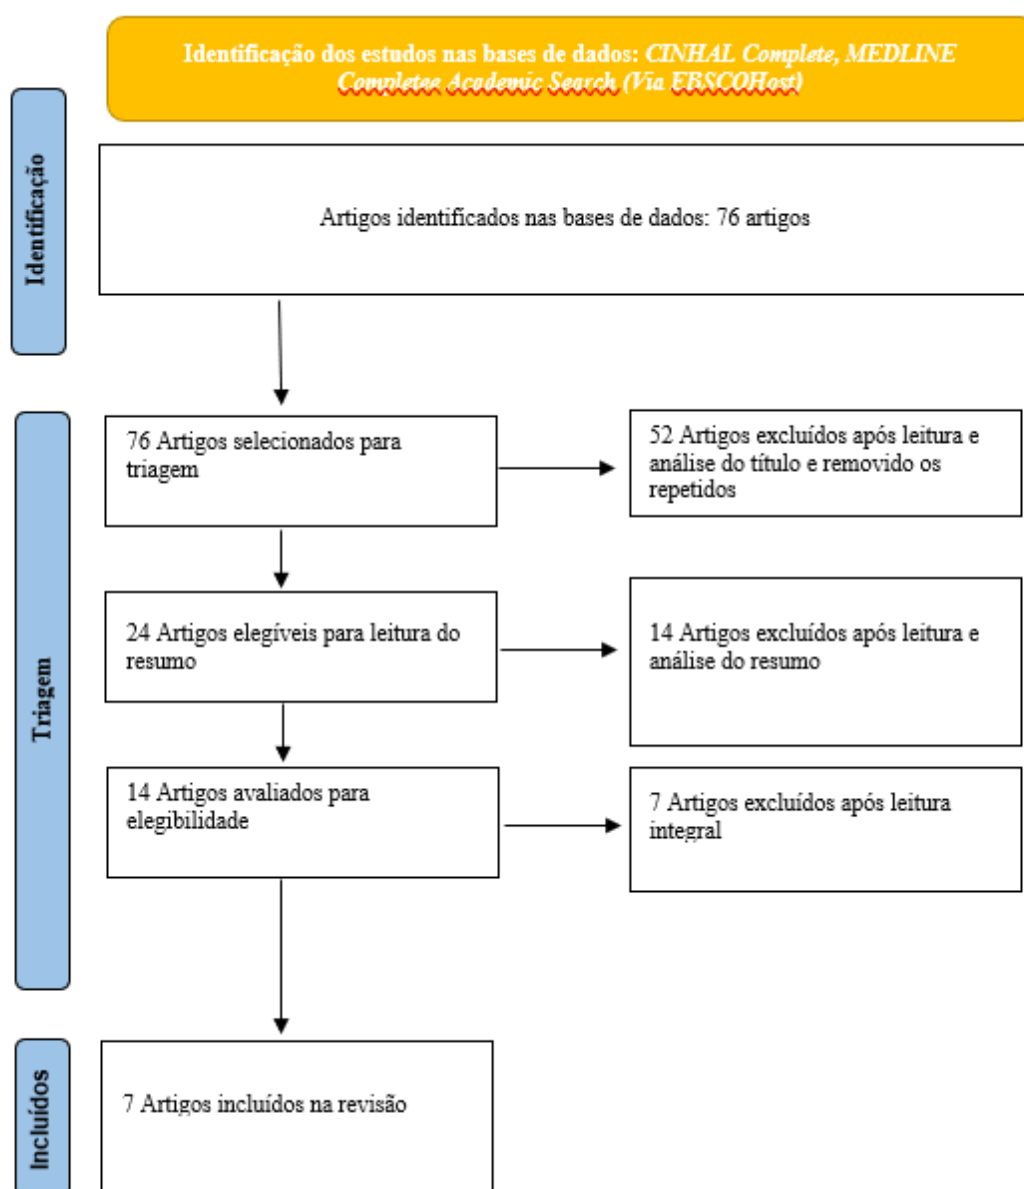 Identificação dos estudos nas bases de dados: CINHAL Complete, MEDLINE
Completee Academic Search (Via EBSCOHost)
Identificação
Artigos identificados nas bases de dados: 76 artigos
Triagem
76 Artigos selecionados para
triagem
52 Artigos excluídos após leitura e
análise do título e removido os
repetidos
24 Artigos elegíveis para leitura do
resumo
14 Artigos excluídos após leitura e
análise do resumo
14 Artigos avaliados para
elegibilidade
7 Artigos excluídos após leitura
integral
Incluídos
7 Artigos incluídos na revisão